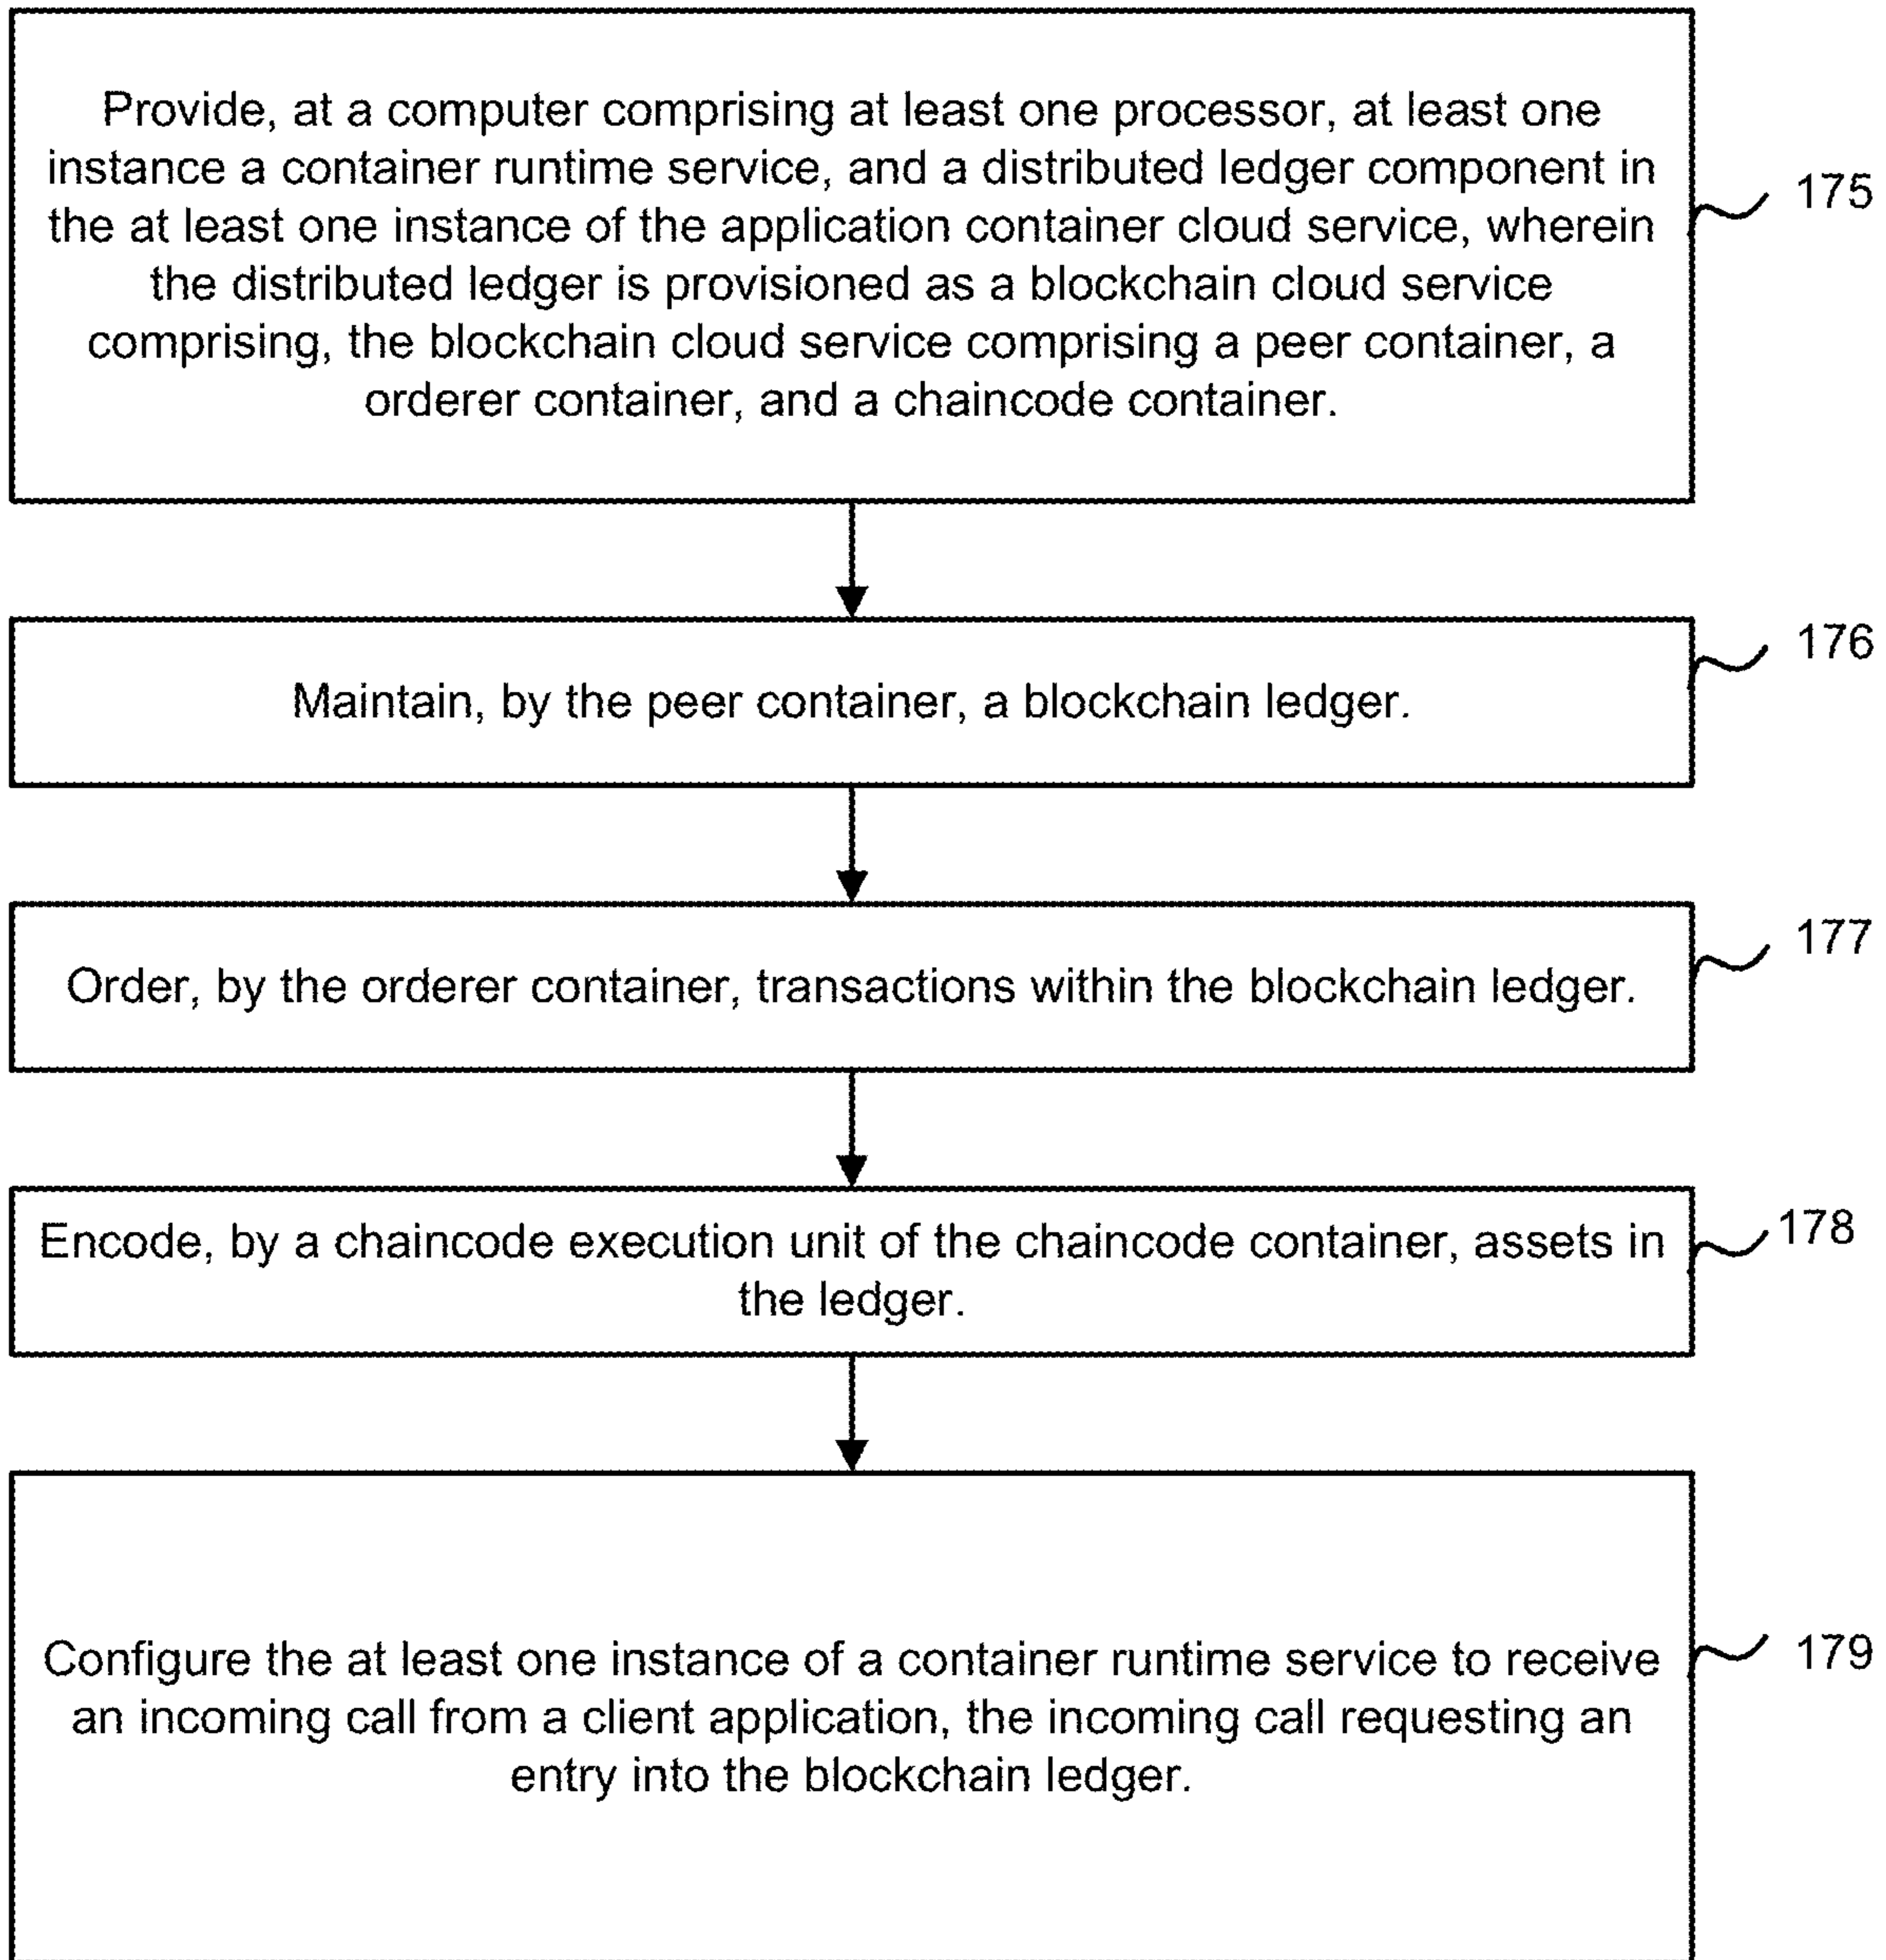 Provide, at a computer comprising at least one processor, at least one
instance a container runtime service, and a distributed ledger component in
the at least one instance of the application container cloud service, wherein
the distributed ledger is provisioned as a blockchain cloud service
comprising, the blockchain cloud service comprising a peer container, a
orderer container, and a chaincode container.
175
Maintain, by the peer container, a blockchain ledger.
176
Order, by the orderer container, transactions within the blockchain ledger.
177
Encode, by a chaincode execution unit of the chaincode container, assets in
the ledger.
178
Configure the at least one instance of a container runtime service to receive
an incoming call from a client application, the incoming call requesting an
entry into the blockchain ledger.
179